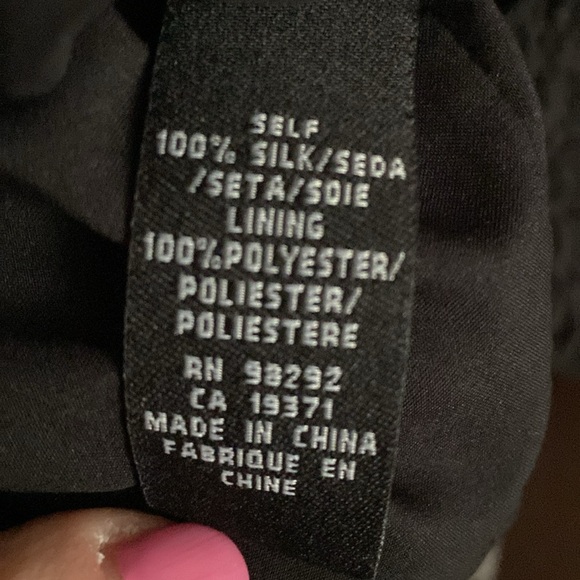 SELF
100% SILK/SEDA
/SETA/SOIE
LINING
100%POLYESTER/
POLIESTER/
POLIESTERE
RN 98292
CA 19371
MADE IN CHINA
FABRIQUE EN
CHINE